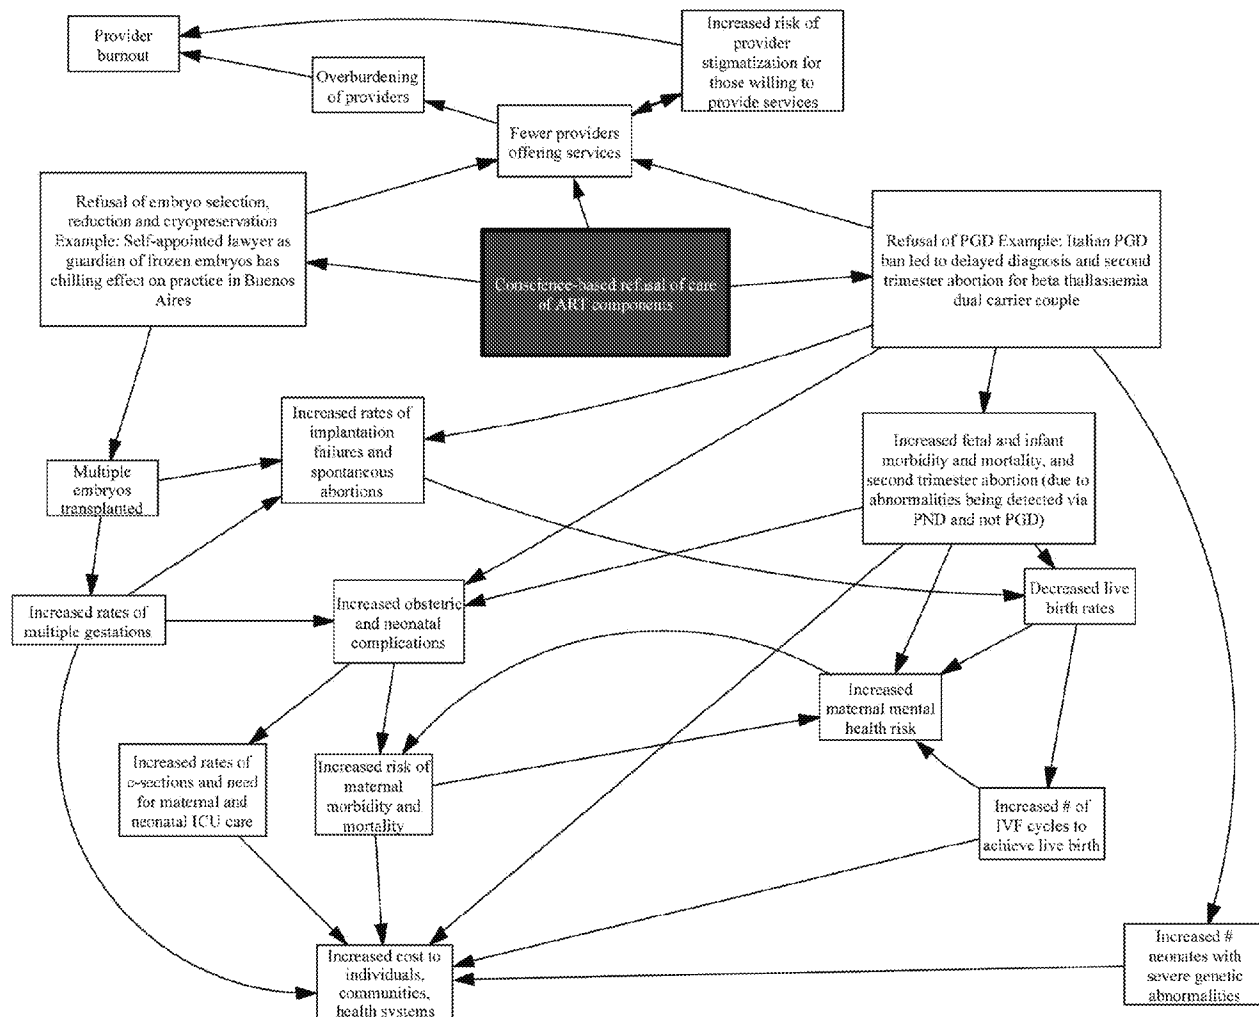 Provider
burnout
Increased risk of
provider
stigmatization for
those willing to
provide services
Overburdening
of providers
Fewer providers
offering services
Refusal of embryo selection,
reduction and cryopreservation
Example: Self-appointed lawyer as
guardian of frozen embryos has
chilling effect on practice in Buenos
Aires
Conscience-based refusal of care
of ART components
Refusal of PGD Example: Italian PGD
ban led to delayed diagnosis and second
trimester abortion for beta thallasaemia
dual carrier couple
Increased rates of
implantation
failures and
spontaneous
abortions
Increased fetal and infant
morbidity and mortality, and
second trimester abortion (due to
abnormalities being detected via
PND and not PGD)
Multiple
embryos
transplanted
Increased rates of
multiple gestations
Increased obstetric
and neonatal
complications
Decreased live
birth rates
Increased
maternal mental
health risk
Increased rates of
c-sections and need
for maternal and
neonatal ICU care
Increased risk of
maternal
morbidity and
mortality
Increased # of
IVF cycles to
achieve live birth
Increased cost to
individuals,
communities,
health systems
Increased #
neonates with
severe genetic
abnormalities